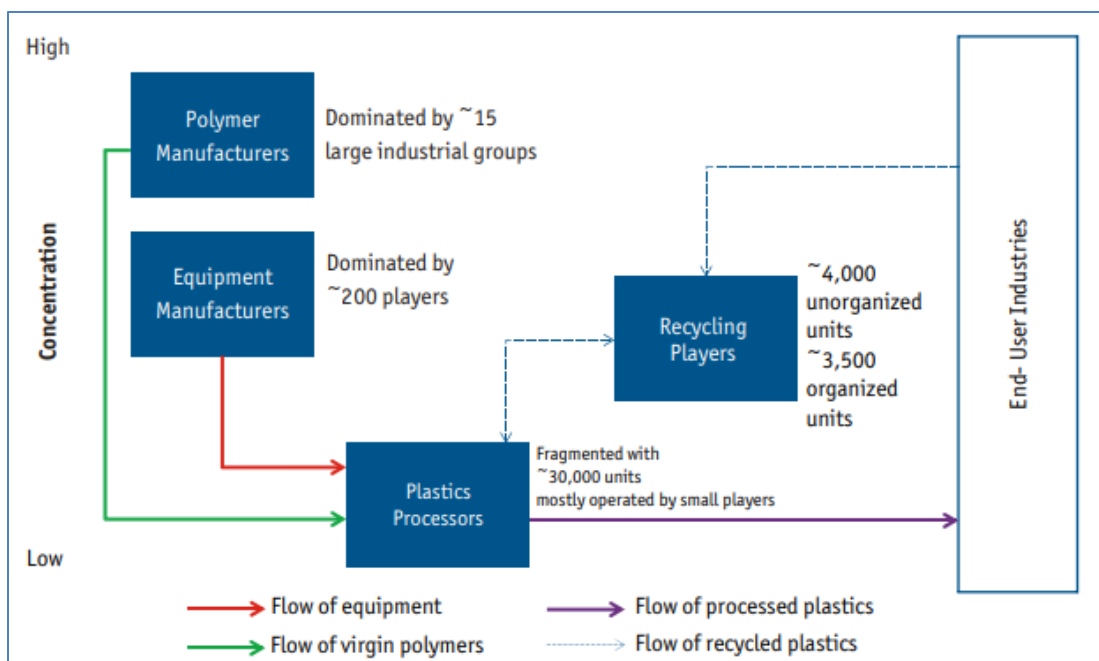 High
Polymer
Manufacturers
Dominated by ~15
large industrial groups
Concentration
Equipment
Manufacturers
Dominated by
~200 players
Recycling
Players
~4,000
unorganized
units
~3,500
organized
units
End- User Industries
Plastics
Processors
Fragmented with
~30,000 units
mostly operated by small players
Low
Flow of equipment
Flow of processed plastics
Flow of virgin polymers
Flow of recycled plastics